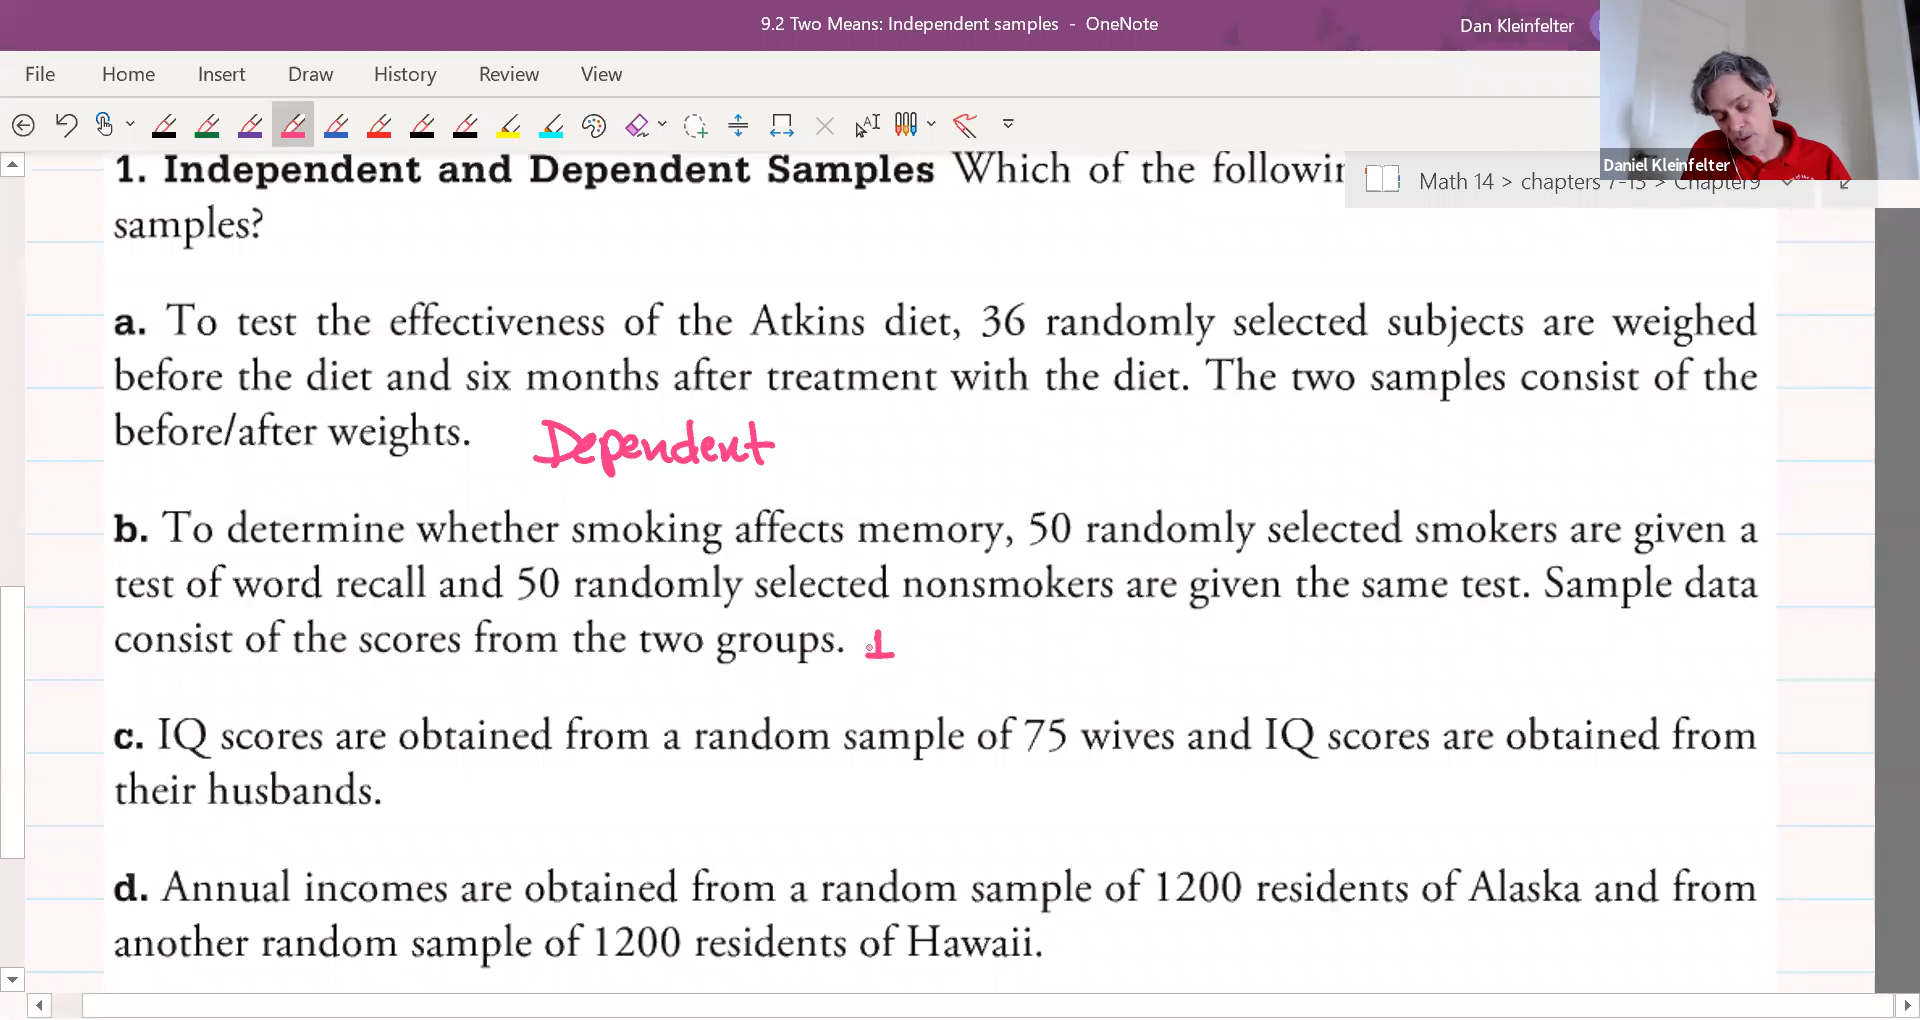 9.2 Two Means: Independent samples - OneNote
Dan Kleinfelter
File Home Insert Draw History Review View
Daniel Kleinfelter
Math 14 > chapters 7-13 > Chapter9
1. Independent and Dependent Samples Which of the followin
samples?
a. To test the effectiveness of the Atkins diet, 36 randomly selected subjects are weighed
before the diet and six months after treatment with the diet. The two samples consist of the
before/after weights. Dependent
b. To determine whether smoking affects memory, 50 randomly selected smokers are given a
test of word recall and 50 randomly selected nonsmokers are given the same test. Sample data
consist of the scores from the two groups.
c. IQ scores are obtained from a random sample of 75 wives and IQ scores are obtained from
their husbands.
d. Annual incomes are obtained from a random sample of 1200 residents of Alaska and from
another random sample of 1200 residents of Hawaii.